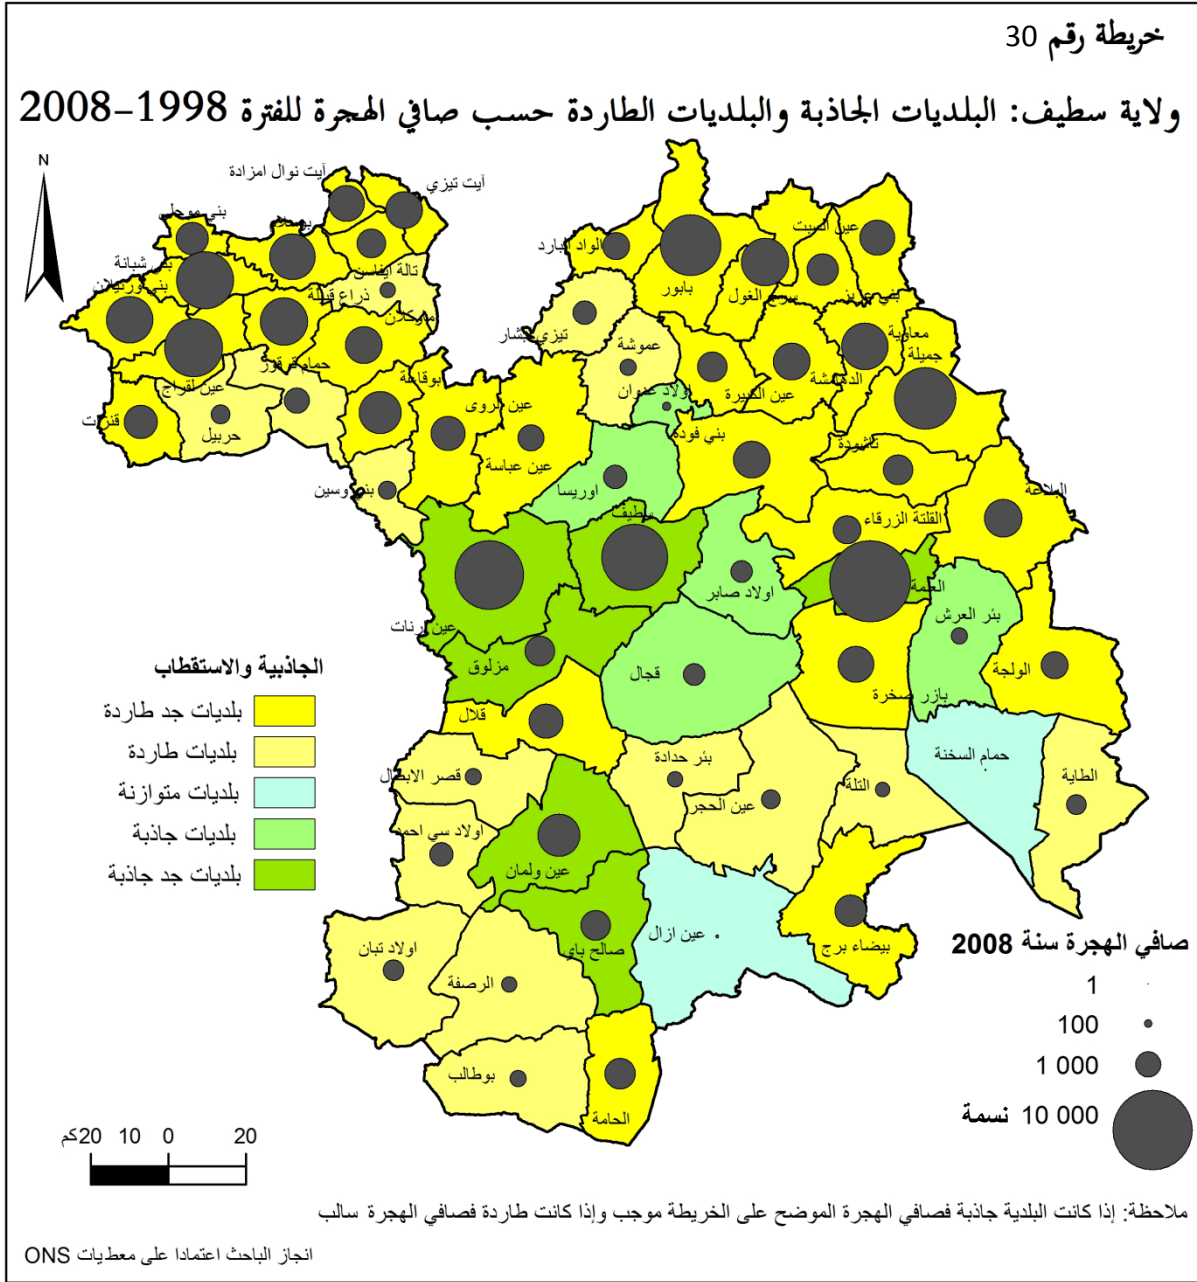 خريطة رقم 30
ولاية سطيف: البلديات الجاذبة والبلديات الطاردة حسب صافي الهجرة للفترة 1998-2008
N
آيت نوال امزادة
آيت تيزي
بني موحلي
بوسلام
بني شبانة
تالة ايفاسن
بني ورتيلان
ذراع قبيلة
ماوكلان
حمام قرقور
عين لقراج
قنزات
حربيل
بوقاعة
عين الروى
عين عباسة
بني وسين
الواد البارد
بابور
سرج الغول
عين السبت
بني عزيز
تيزي نبشار
عموشة
معاوية
جميلة
الدهامشة
عين الكبيرة
اولاد عدوان
بني فودة
تاشودة
اوريسا
البلاعة
القلتة الزرقاء
سطيف
العلمة
اولاد صابر
بئر العرش
عين ارنات
مزلوق
قجال
الولجة
بازر صخرة
قلال
قصر الابطال
بئر حدادة
عين الحجر
التلة
حمام السخنة
الطاية
اولاد سي احمد
عين ولمان
صالح باي
عين ازال
بيضاء برج
اولاد تبان
الرصفة
بوطالب
الحامة
الجاذبية والاستقطاب
بلديات جد طاردة
بلديات طاردة
بلديات متوازنة
بلديات جاذبة
بلديات جد جاذبة
صافي الهجرة سنة 2008
1
100
1 000
10 000 نسمة
20 10 0 20 كم
ملاحظة: إذا كانت البلدية جاذبة فصافي الهجرة الموضح على الخريطة موجب وإذا كانت طاردة فصافي الهجرة سالب
انجاز الباحث اعتمادا على معطيات ONS